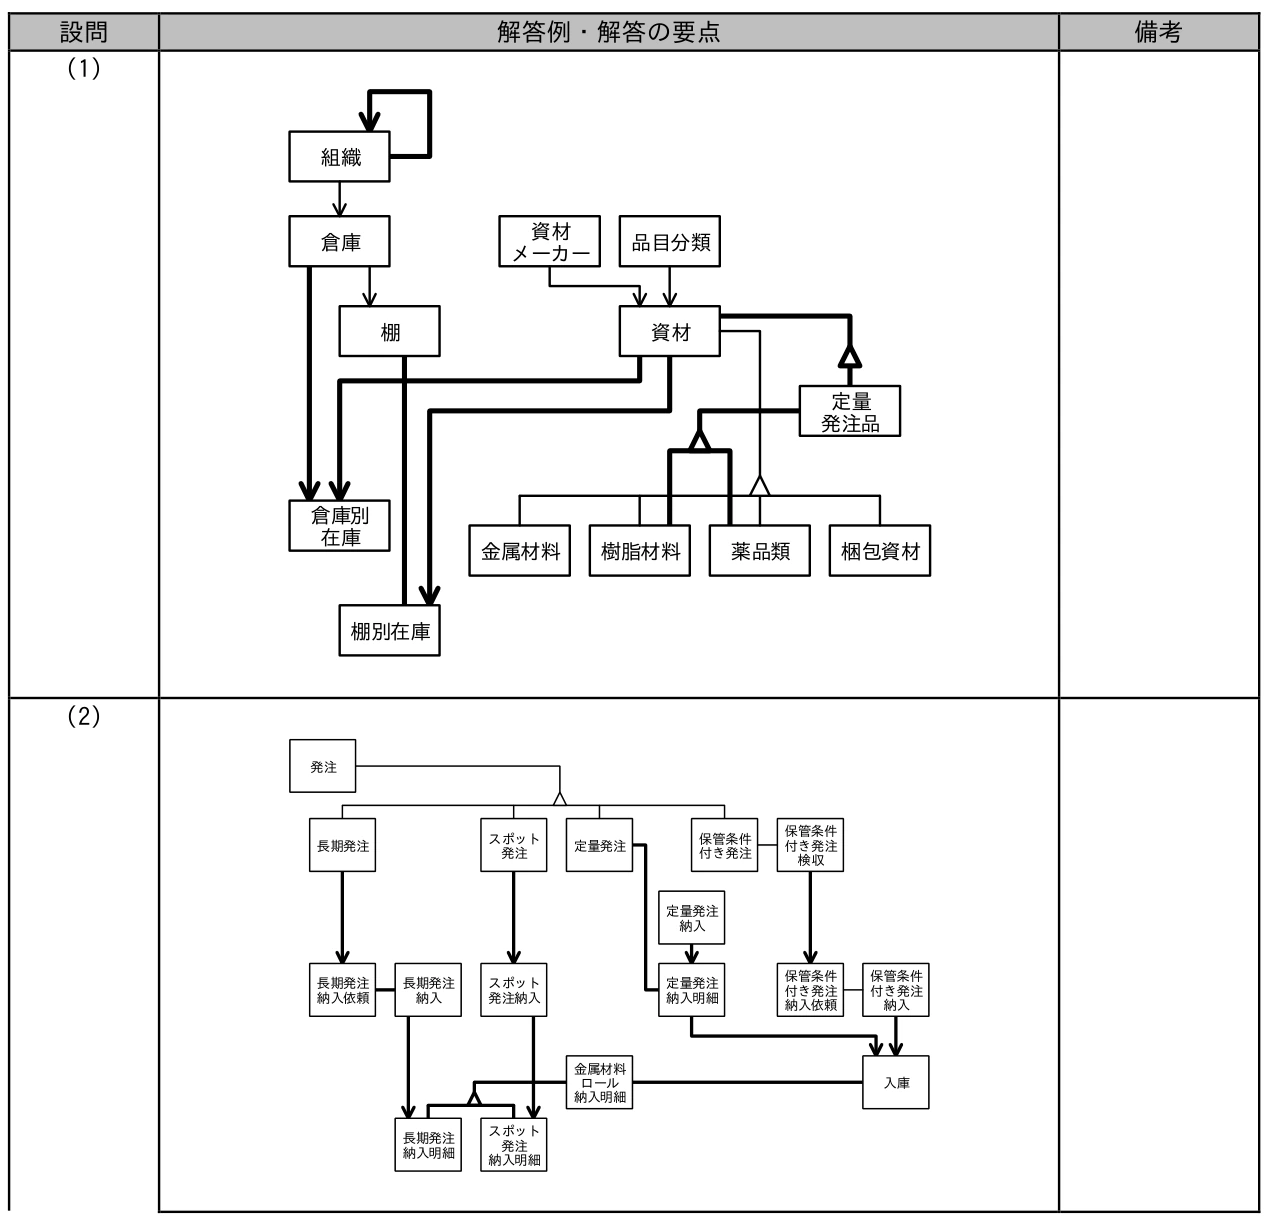 設問
解答例・解答の要点
備考
(1)
組織
倉庫
資材
メーカー
品目分類
棚
資材
定量
発注品
倉庫別
在庫
金属材料
樹脂材料
薬品類
梱包資材
棚別在庫
(2)
発注
長期発注
スポット
発注
定量発注
保管条件
付き発注
保管条件
付き発注
検収
定量発注
納入
長期発注
納入依頼
長期発注
納入
スポット
発注納入
定量発注
納入明細
保管条件
付き発注
納入依頼
保管条件
付き発注
納入
金属材料
ロール
納入明細
入庫
長期発注
納入明細
スポット
発注
納入明細